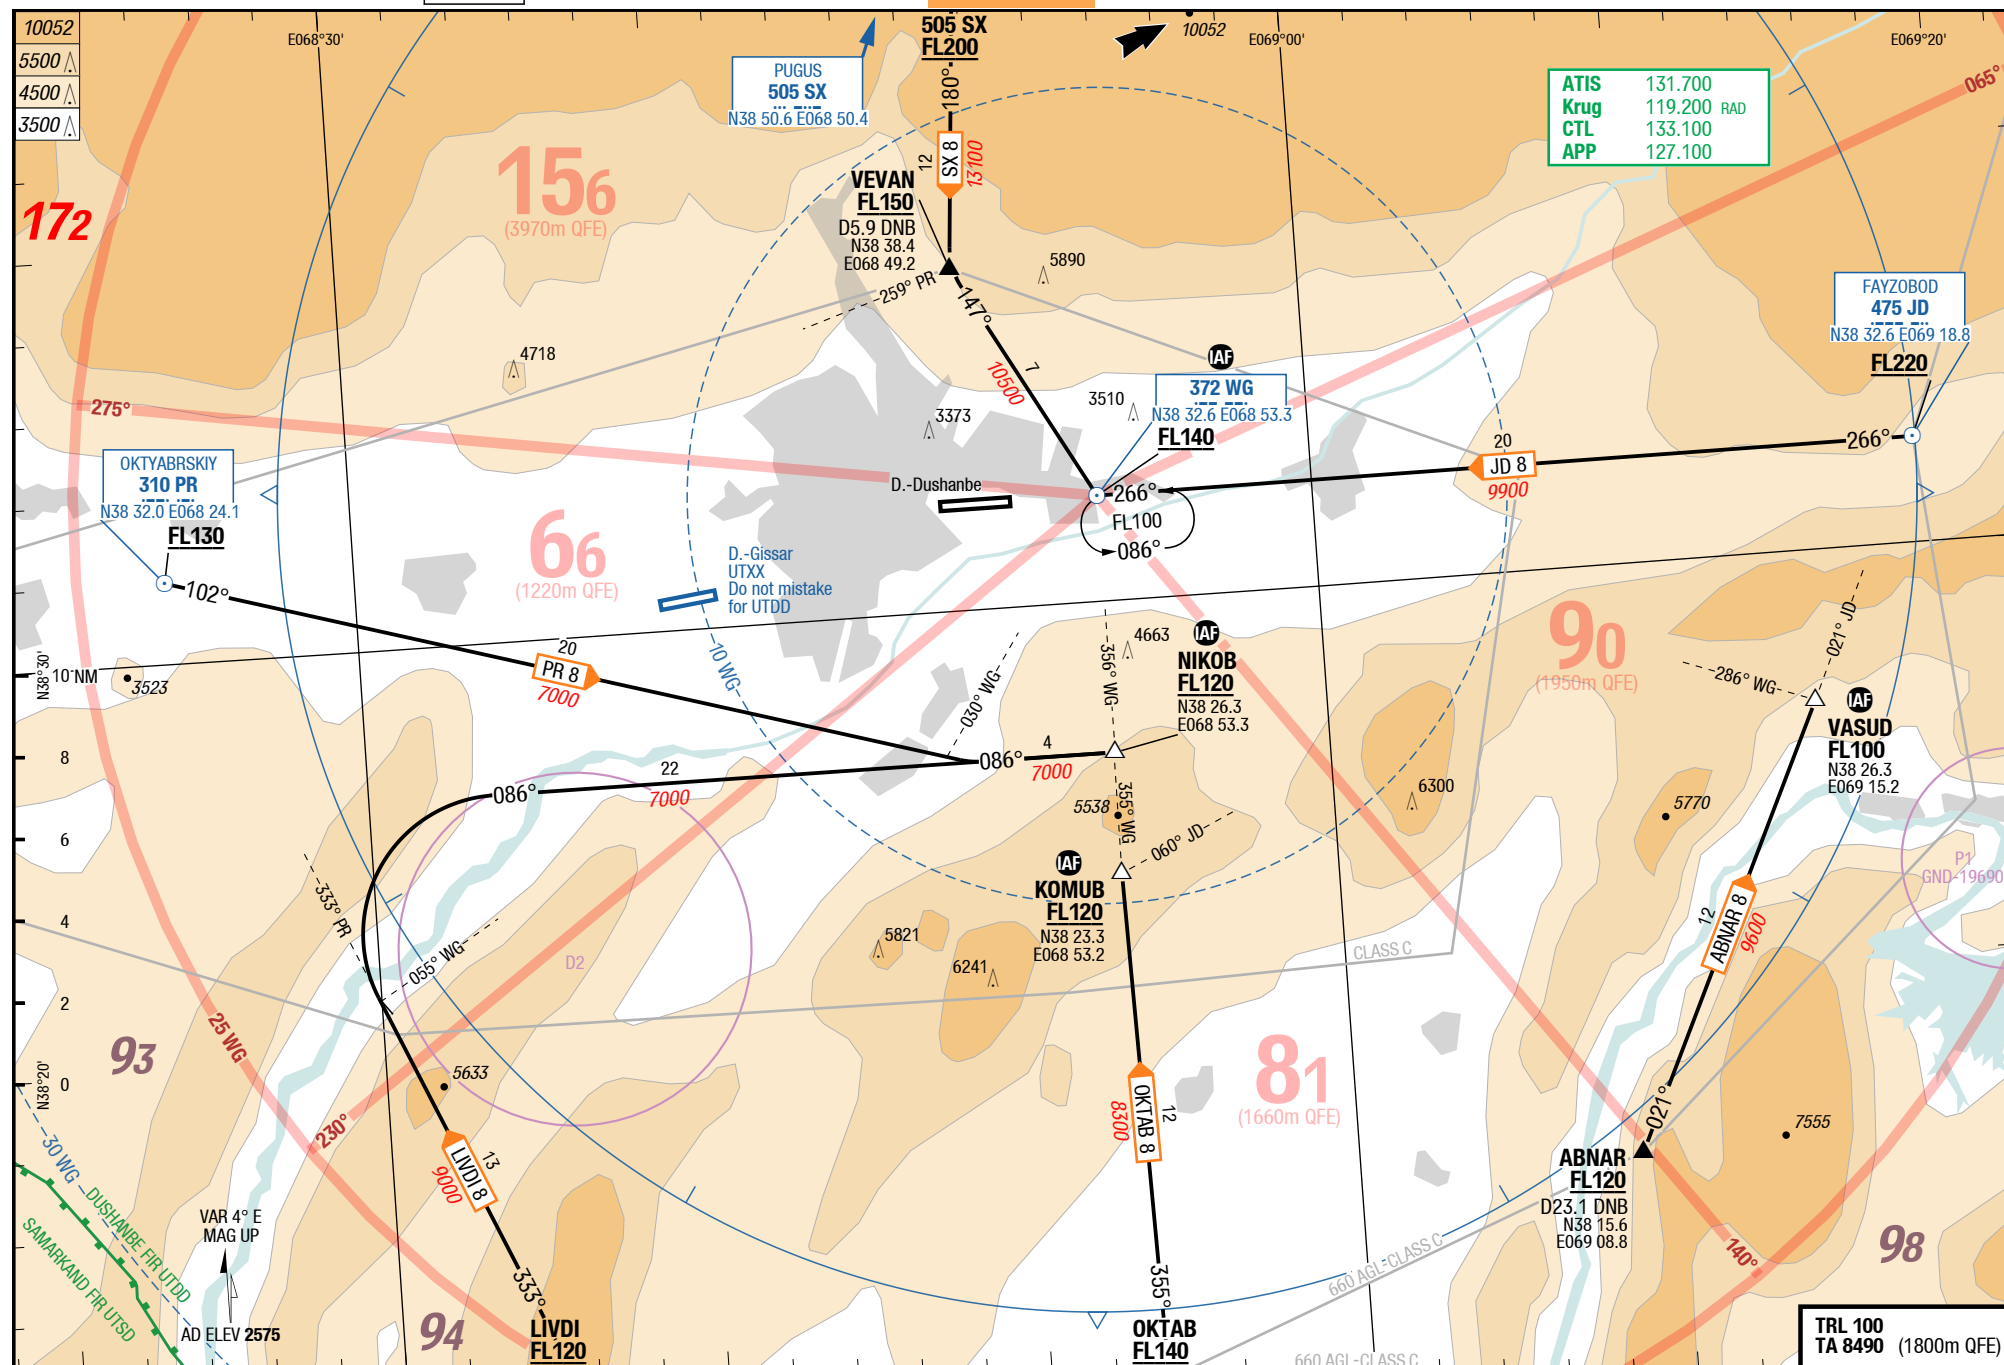 10052
5500
4500
3500
E068°30'
505 SX
FL200
10052
E069°00'
E069°20'
065°
PUGUS
505 SX
N38 50.6 E068 50.4
ATIS 131.700
Krug 119.200 RAD
CTL 133.100
APP 127.100
180°
SX 8
12
13100
156
(3970m QFE)
172
VEVAN
FL150
D5.9 DNB
N38 38.4
E068 49.2
259° PR
5890
147°
7
10500
FAYZOBOD
475 JD
N38 32.6 E069 18.8
FL220
4718
IAF
372 WG
N38 32.6 E068 53.3
FL140
3510
3373
275°
20
JD 8
9900
266°
OKTYABRSKIY
310 PR
N38 32.0 E068 24.1
FL130
D.-Dushanbe
266°
FL100
086°
66
(1220m QFE)
D.-Gissar
UTXX
Do not mistake
for UTDD
102°
20
PR 8
7000
10 WG
030° WG
356° WG
4663
IAF
NIKOB
FL120
N38 26.3
E068 53.3
90
(1950m QFE)
021° JD
286° WG
IAF
VASUD
FL100
N38 26.3
E069 15.2
N38°30'
10 NM
3523
8
6
4
2
0
086°
4
7000
22
7000
086°
355° WG
5538
060° JD
6300
5770
P1
GND-19690
IAF
KOMUB
FL120
N38 23.3
E068 53.2
333° PR
055° WG
D2
5821
6241
CLASS C
12
ABNAR 8
9600
93
25 WG
N38°20'
5633
230°
81
(1660m QFE)
OKTAB 8
12
8300
021°
7555
30 WG
LIVDI 8
13
9000
ABNAR
FL120
D23.1 DNB
N38 15.6
E069 08.8
DUSHANBE FIR UTDD
SAMARKAND FIR UTSD
VAR 4° E
MAG UP
AD ELEV 2575
333°
355°
660 AGL-CLASS C
140°
98
94
LIVDI
FL120
OKTAB
FL140
660 AGL-CLASS C
TRL 100
TA 8490 (1800m QFE)